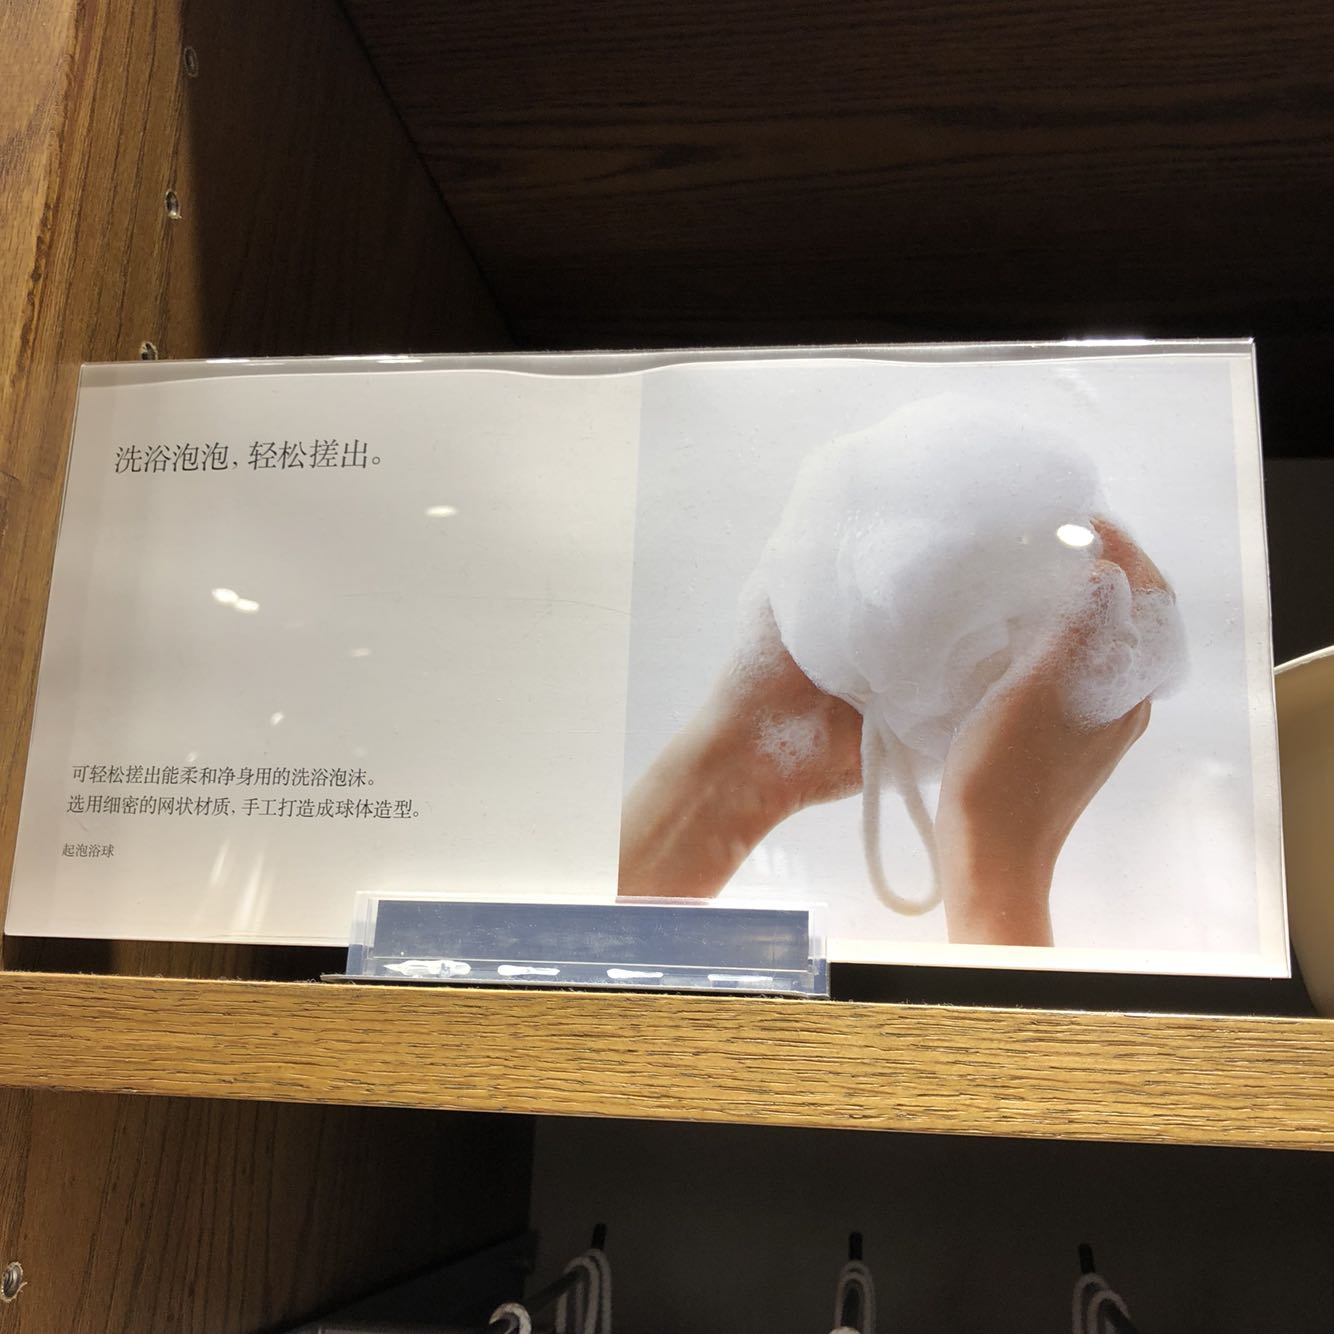 洗浴泡泡，轻松搓出。
可轻松搓出能柔和净身用的洗浴泡沫。
选用细密的网状材质，手工打造成球体造型。
起泡浴球